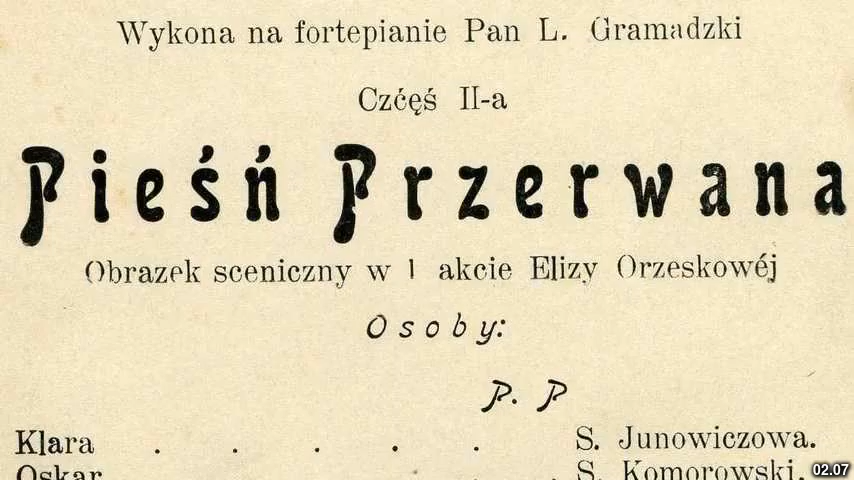 Wykona na fortepianie Pan L. Gramadzki
Czćęś II-a
Pieśń Przerwana
Obrazek sceniczny w 1 akcie Elizy Orzeskowéj
Osoby:
P. P
Klara . . . . . S. Junowiczowa.
Oskar . S. Komorowski.
02.07